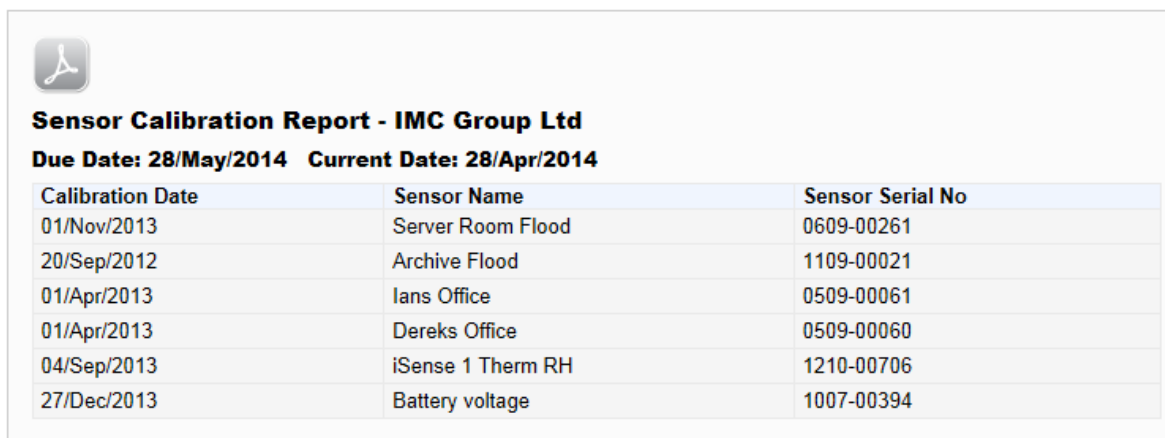 Sensor Calibration Report - IMC Group Ltd
Due Date: 28/May/2014 Current Date: 28/Apr/2014
Calibration Date Sensor Name Sensor Serial No
01/Nov/2013 Server Room Flood 0609-00261
20/Sep/2012 Archive Flood 1109-00021
01/Apr/2013 Ians Office 0509-00061
01/Apr/2013 Dereks Office 0509-00060
04/Sep/2013 iSense 1 Therm RH 1210-00706
27/Dec/2013 Battery voltage 1007-00394